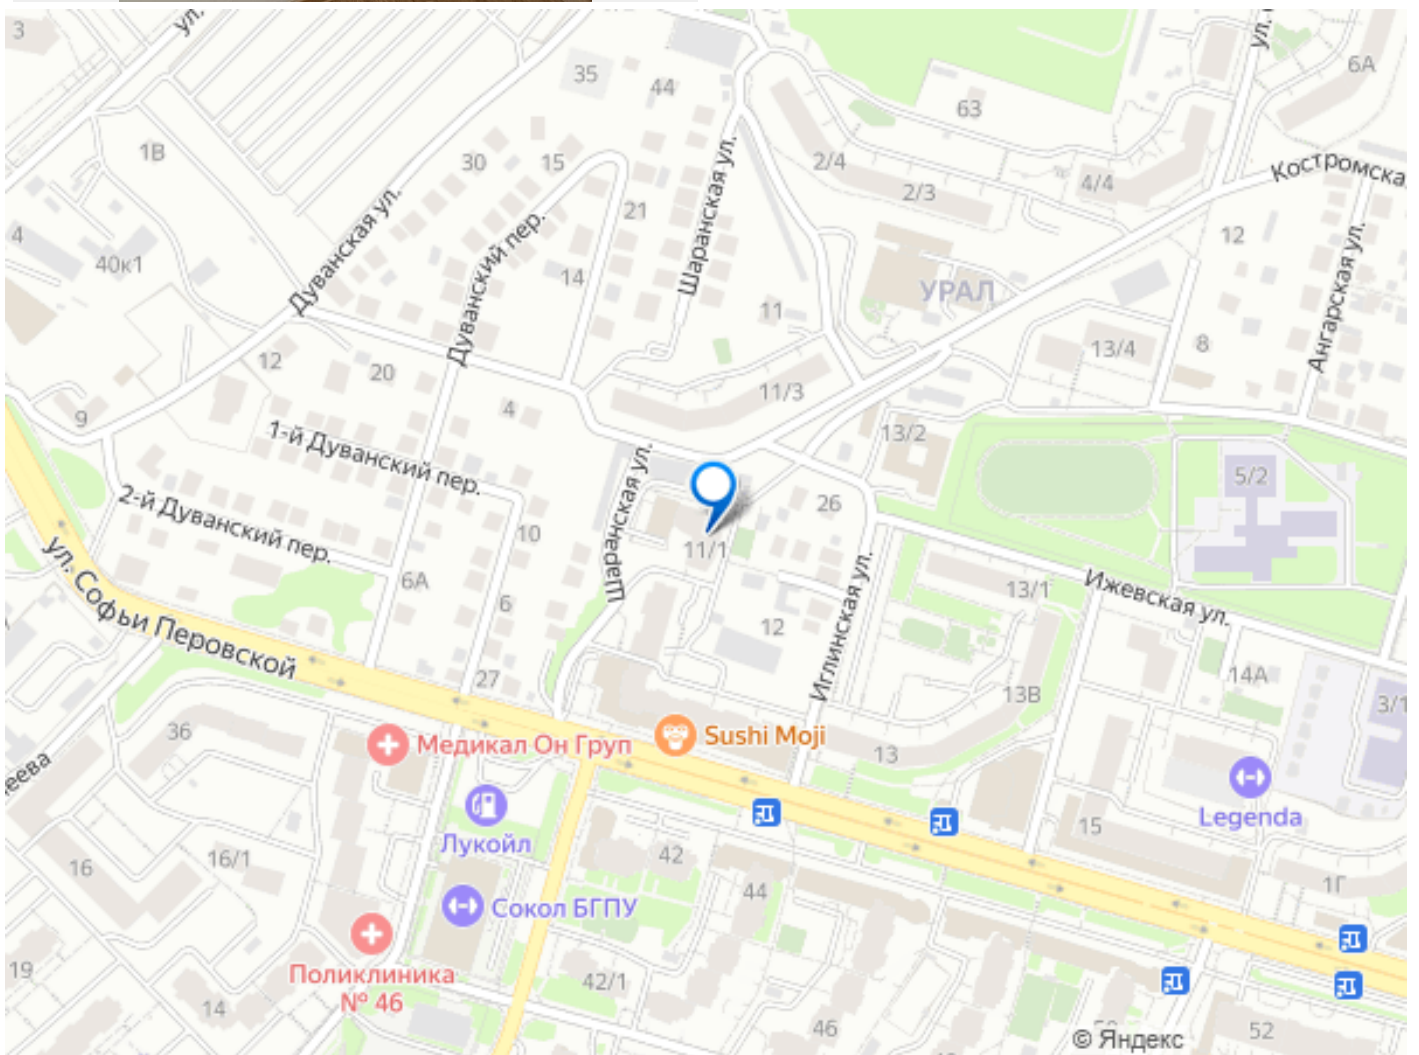 3
ул.
35
44
63
6А
ул.
1В
30
15
2/4
2/3
4/4
Костромска
Шаранская ул.
21
12
4
40к1
Дуванская ул.
Дуванский пер.
14
УРАЛ
11
Ангарская ул.
13/4
8
12
20
11/3
9
4
1-й Дуванский пер.
13/2
Шаранская ул.
5/2
2-й Дуванский пер.
10
26
11/1
6А
6
13/1
Ижевская ул.
ул. Софьи Перовской
12
Иглинская ул.
27
13В
14А
3/1
36
Медикал Он Груп
Sushi Moji
13
еева
Лукойл
Legenda
15
16
16/1
42
44
1Г
Сокол БГПУ
Поликлиника
№ 46
19
14
42/1
46
52
© Яндекс